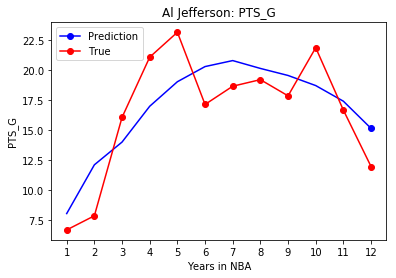 Al Jefferson: PTS_G
Prediction
True
PTS_G
22.5
20.0
17.5
15.0
12.5
10.0
7.5
1 2 3 4 5 6 7 8 9 10 11 12
Years in NBA